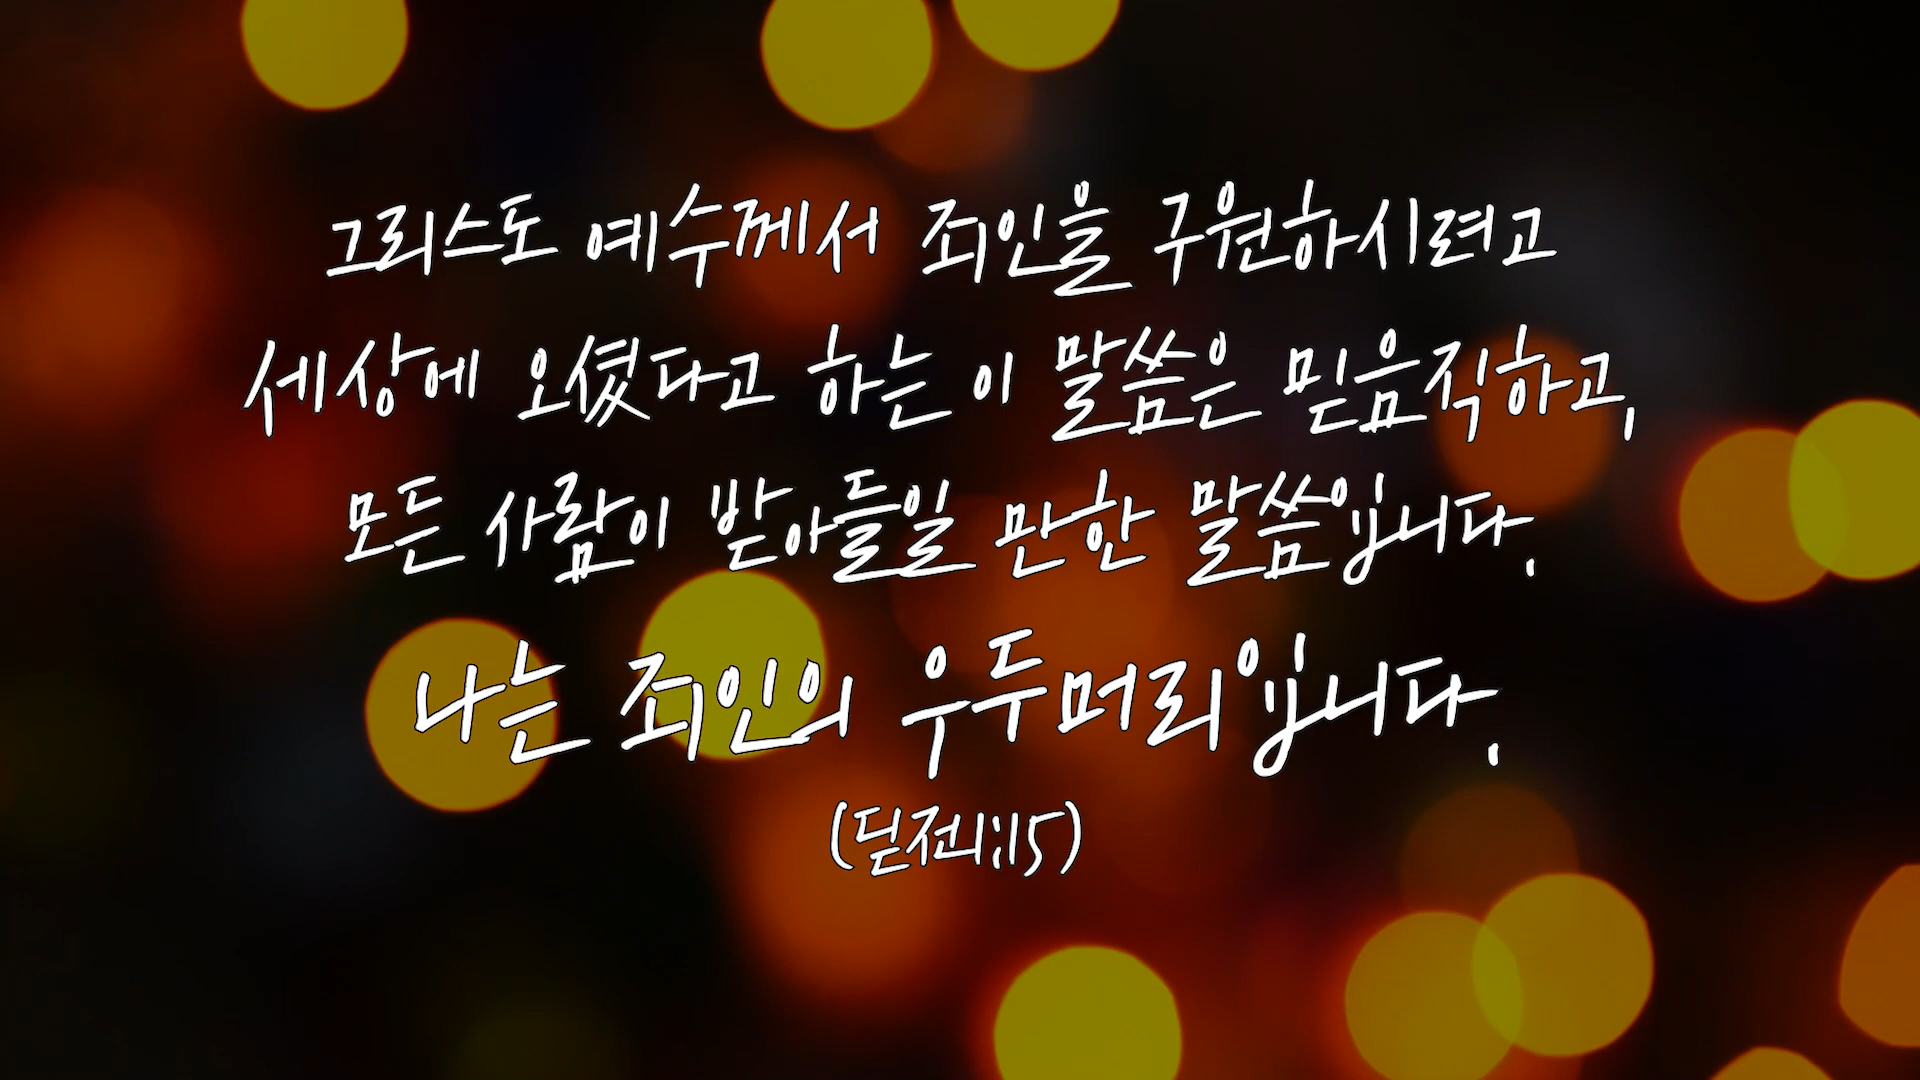 그리스도 예수께서 죄인을 구원하시려고
세상에 오셨다고 하는 이 말씀은 믿음직하고,
모든 사람이 받아들일 만한 말씀입니다.
나는 죄인의 우두머리입니다.
(딛전1:15)